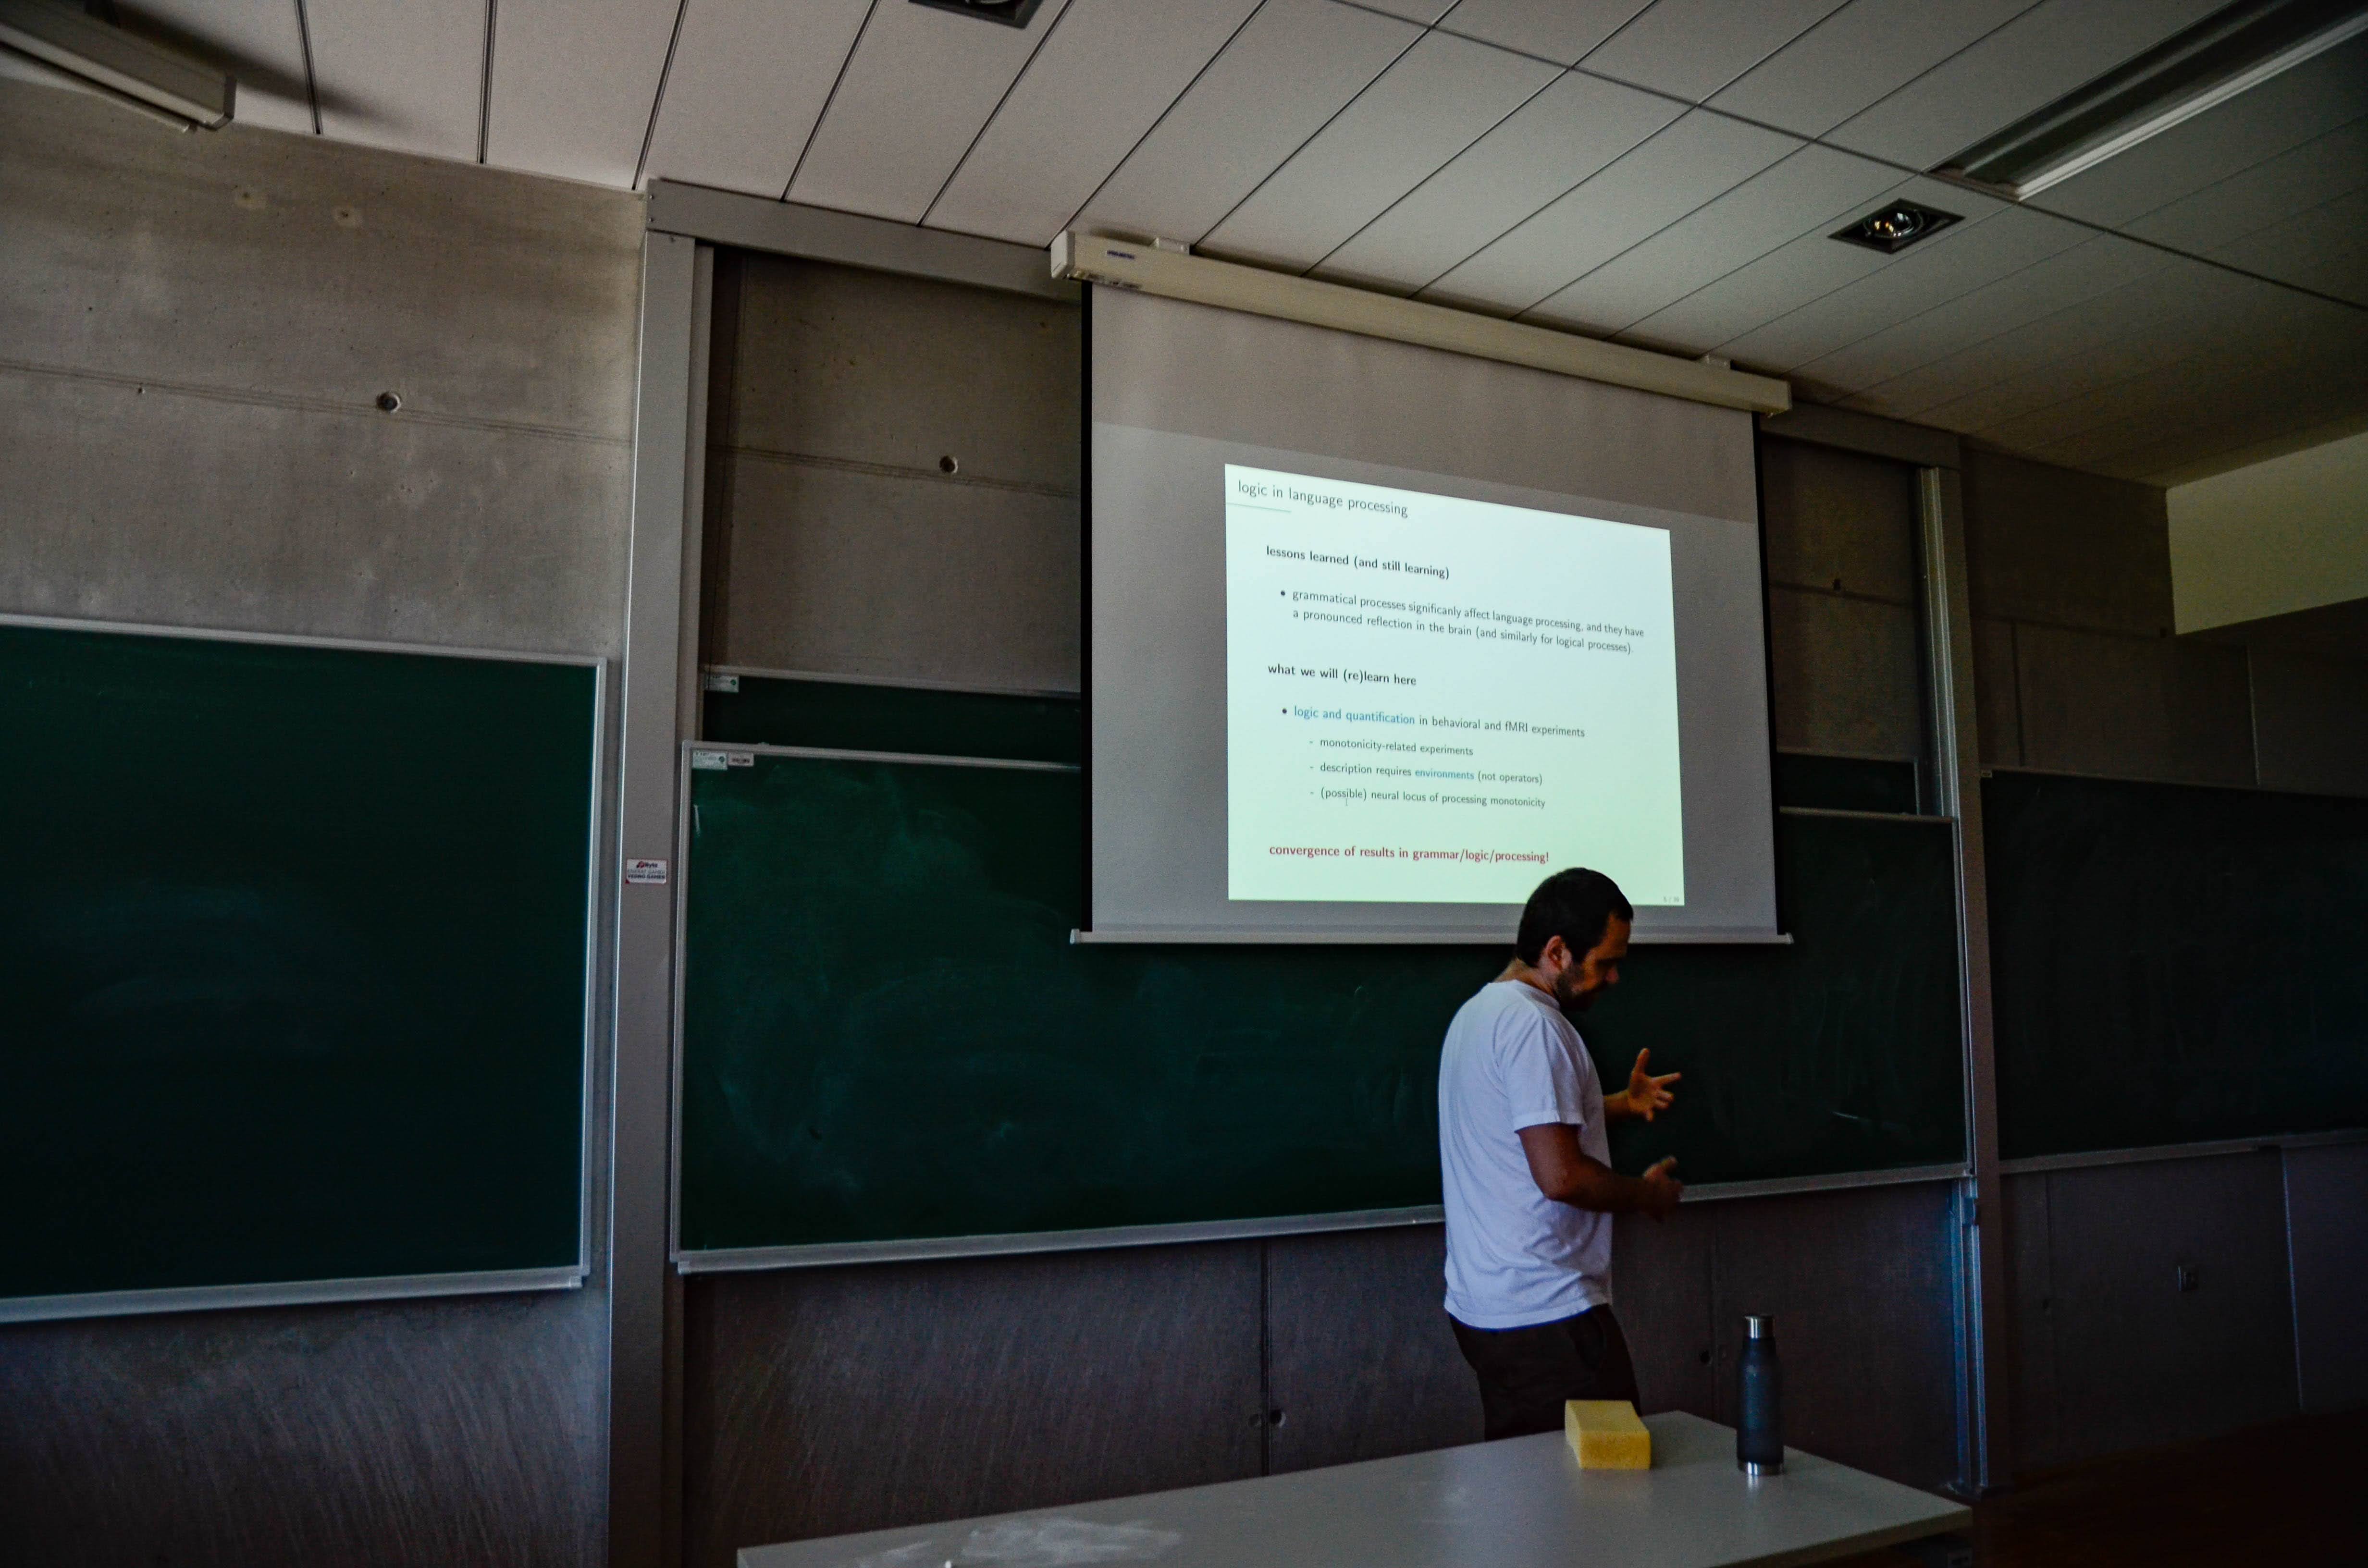 logic in language processing
lessons learned (and still learning)
• grammatical processes significanly affect language processing, and they have
a pronounced reflection in the brain (and similarly for logical processes).
what we will (re)learn here
• logic and quantification in behavioral and fMRI experiments
- monotonicity-related experiments
- description requires environments (not operators)
- (possible) neural locus of processing monotonicity
convergence of results in grammar/logic/processing!